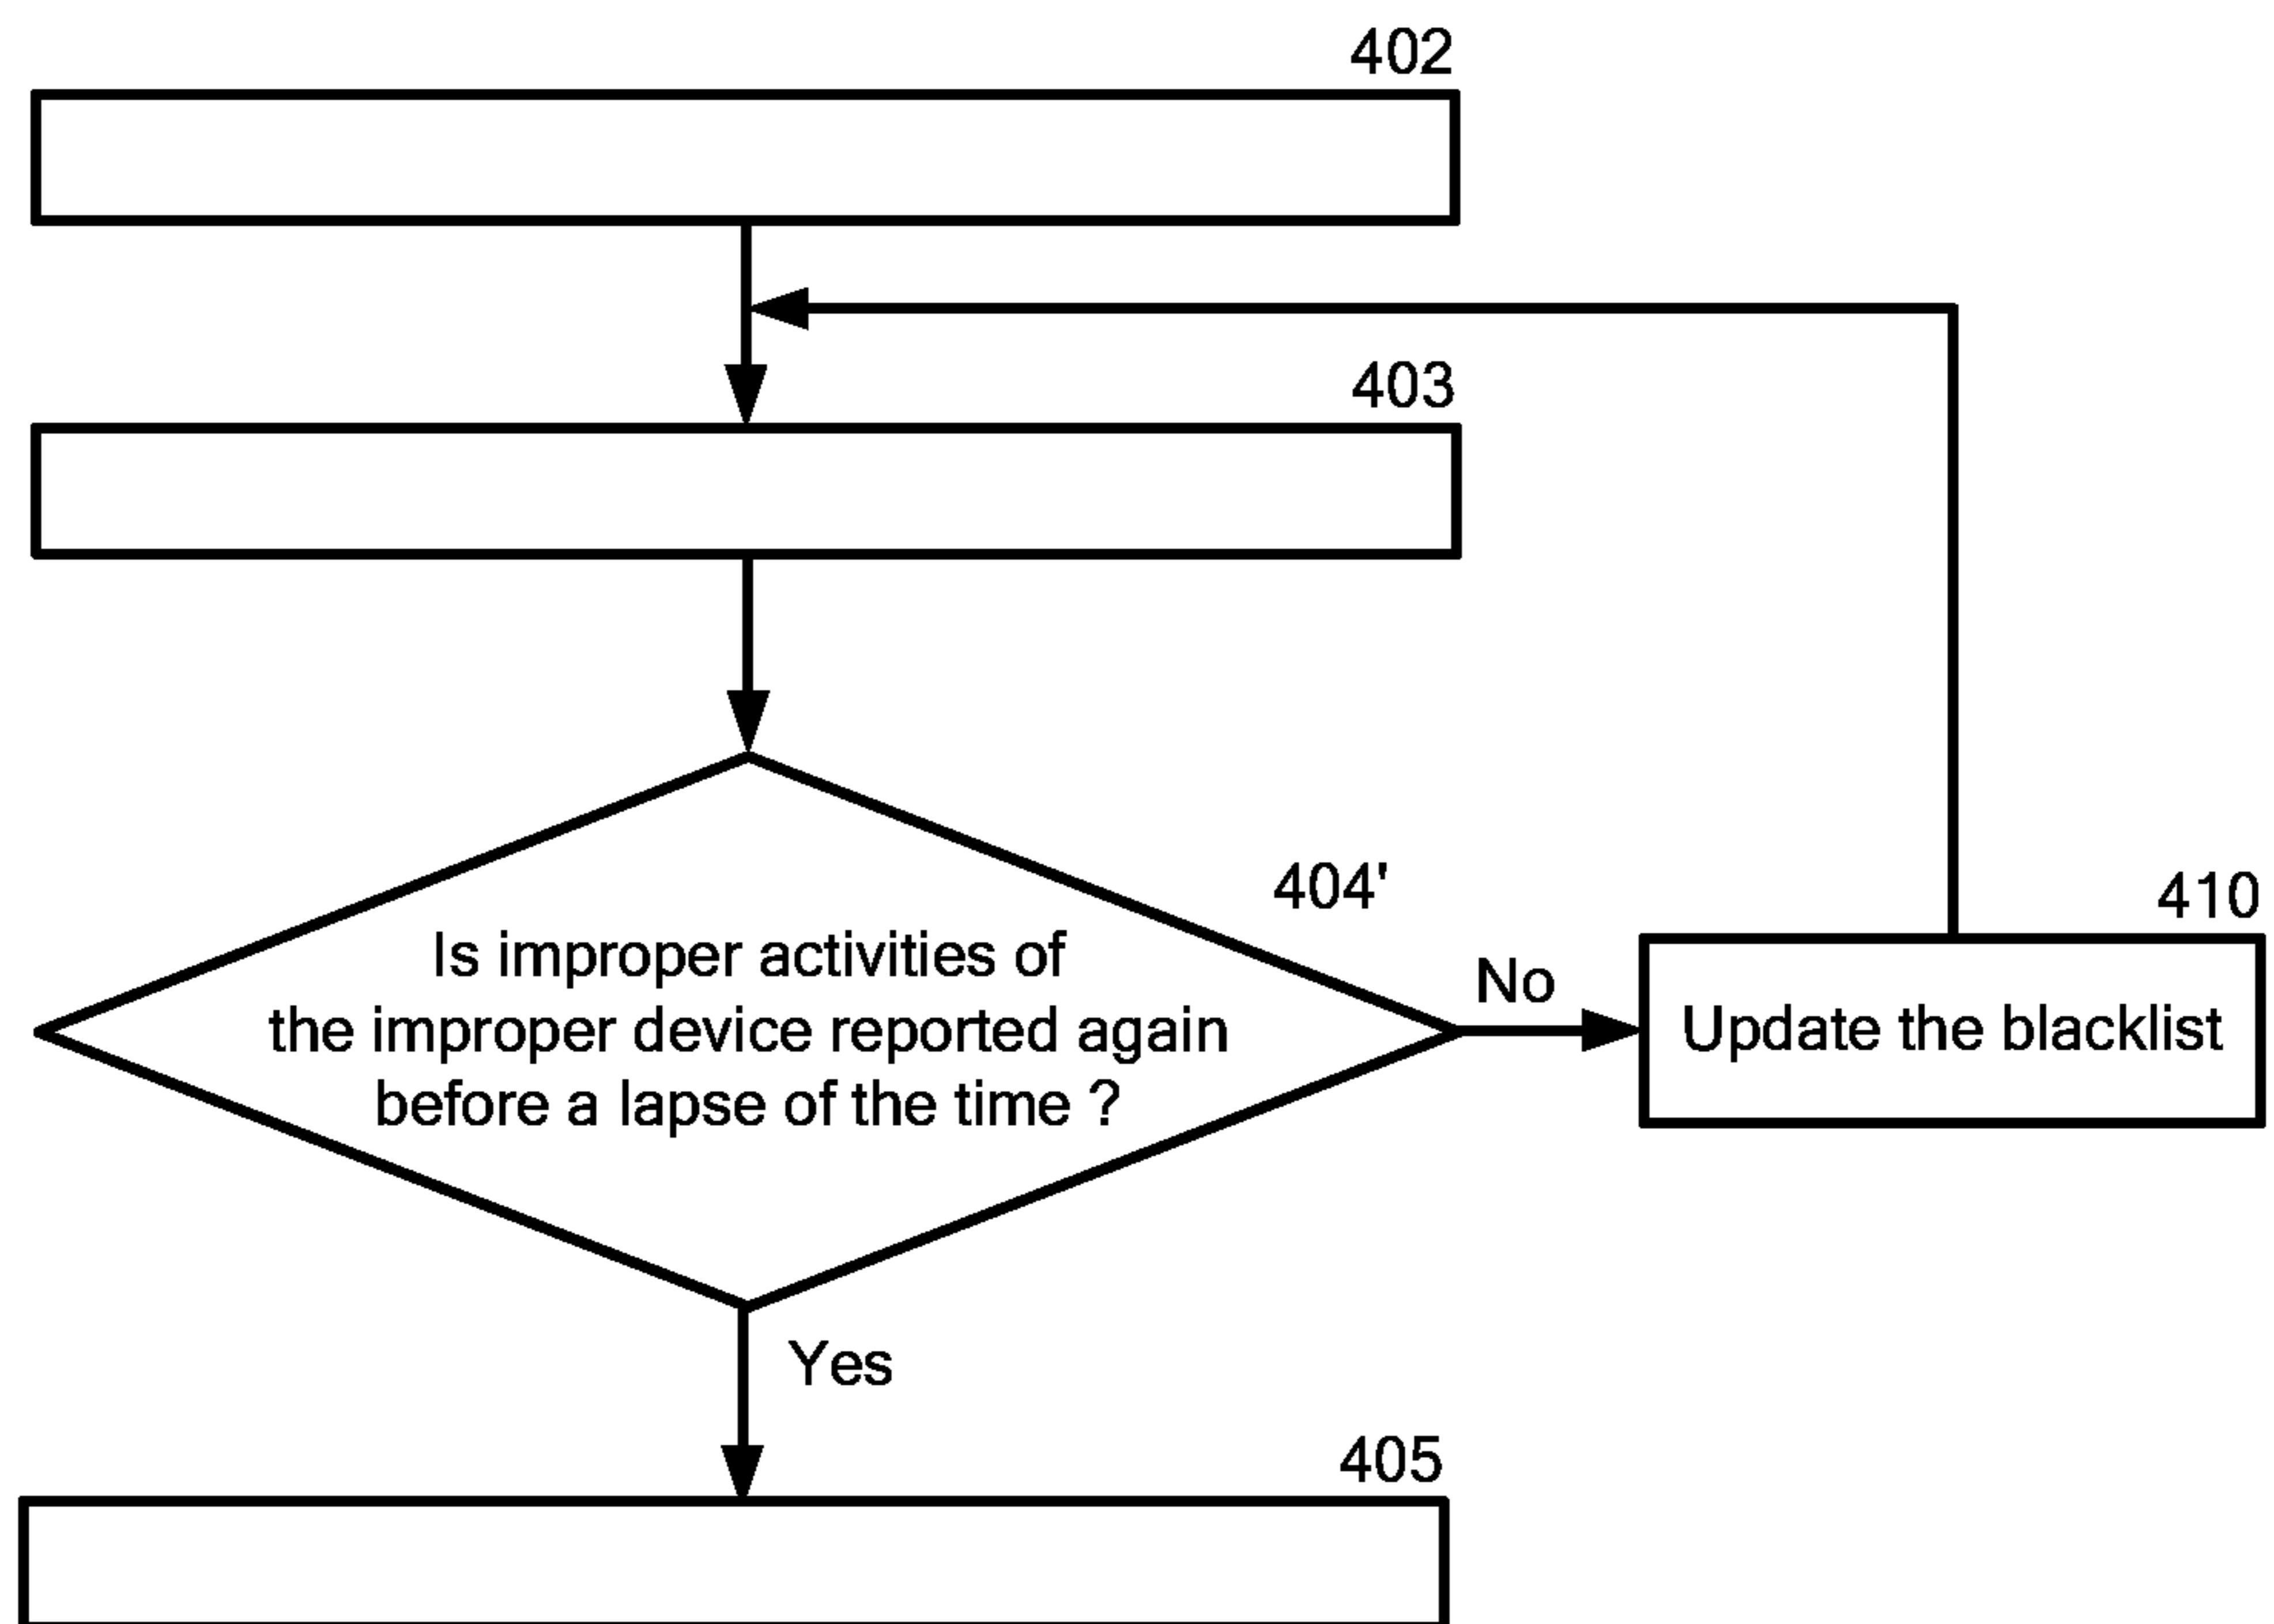 402
403
404'
Is improper activities of
the improper device reported again
before a lapse of the time ?
No
410
Update the blacklist
Yes
405